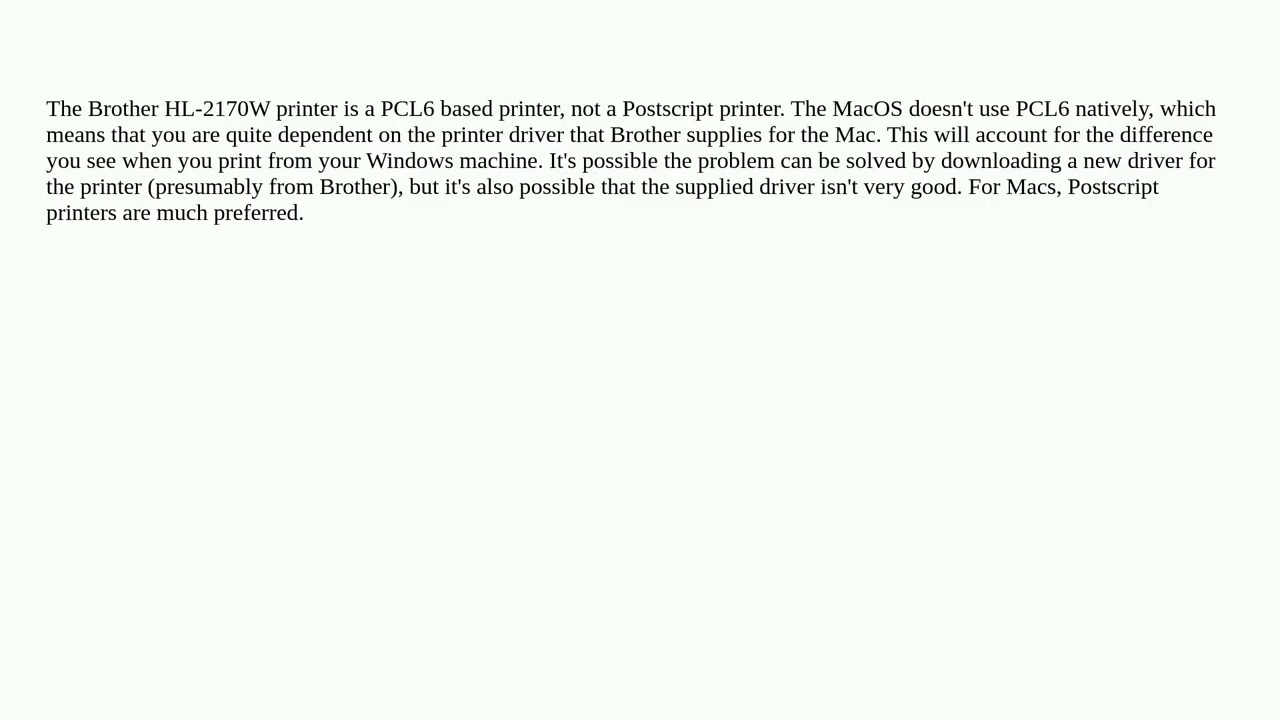 The Brother HL-2170W printer is a PCL6 based printer, not a Postscript printer. The MacOS doesn't use PCL6 natively, which
means that you are quite dependent on the printer driver that Brother supplies for the Mac. This will account for the difference
you see when you print from your Windows machine. It's possible the problem can be solved by downloading a new driver for
the printer (presumably from Brother), but it's also possible that the supplied driver isn't very good. For Macs, Postscript
printers are much preferred.